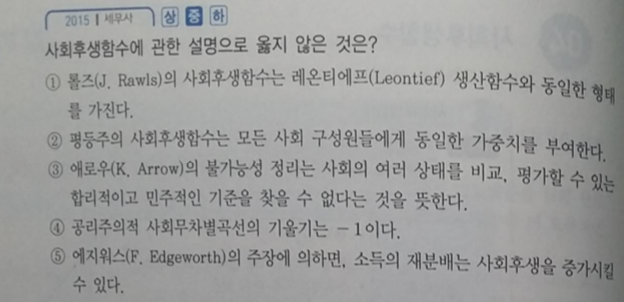 2015 | 세무사 상 중 하
사회후생함수에 관한 설명으로 옳지 않은 것은?
① 롤즈(J. Rawls)의 사회후생함수는 레온티에프(Leontief) 생산함수와 동일한 형태
를 가진다.
② 평등주의 사회후생함수는 모든 사회 구성원들에게 동일한 가중치를 부여한다.
③ 애로우(K. Arrow)의 불가능성 정리는 사회의 여러 상태를 비교, 평가할 수 있는
합리적이고 민주적인 기준을 찾을 수 없다는 것을 뜻한다.
④ 공리주의적 사회무차별곡선의 기울기는 -1이다.
⑤ 에지워스(F. Edgeworth)의 주장에 의하면, 소득의 재분배는 사회후생을 증가시킬
수 있다.